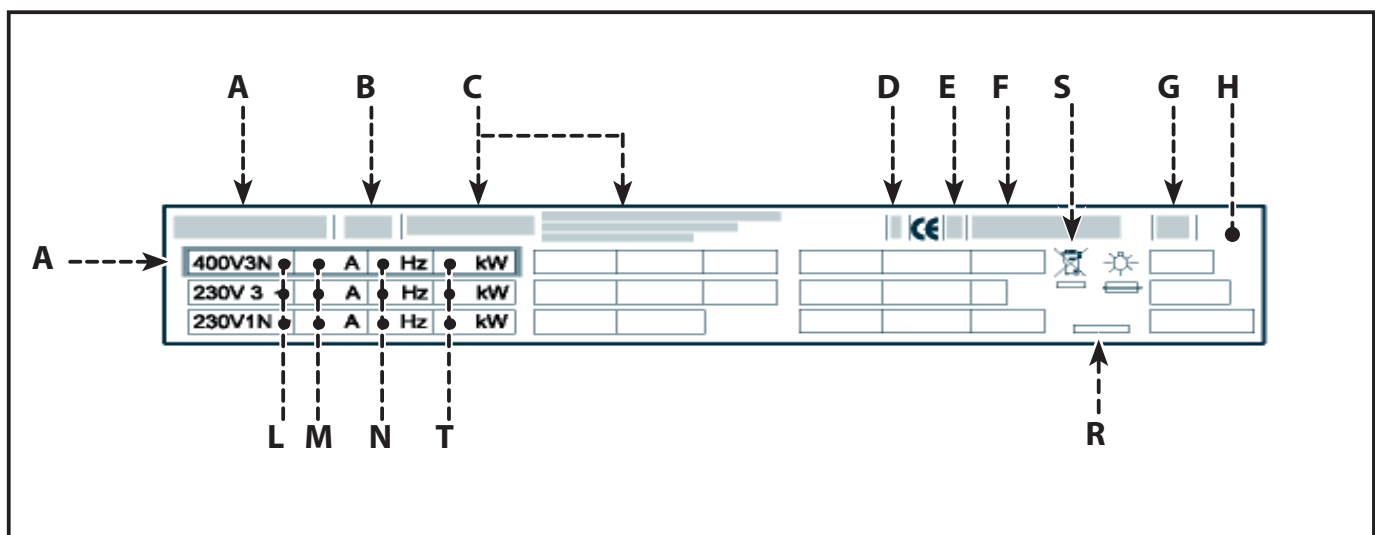 A B C D E F S G H
CE
A
400V3N A Hz kW
230V 3 A Hz kW
230V1N A Hz kW
L M N T R